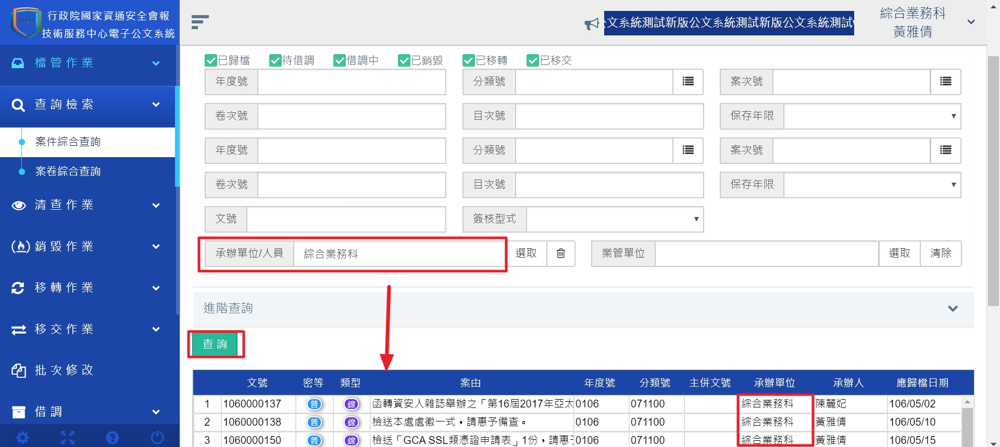 行政院國家資通安全會報
技術服務中心電子公文系統
NCCST
公文系統測試新版公文系統測試新版公文系統測試
綜合業務科
黃雅倩
檔管作業
查詢檢索
案件綜合查詢
案卷綜合查詢
清查作業
銷毀作業
移轉作業
移交作業
批次修改
借調
已歸檔 待借調 借調中 已銷毀 已移轉 已移交
年度號 分類號 案次號
卷次號 目次號 保存年限
年度號 分類號 案次號
卷次號 目次號 保存年限
文號 簽核型式
承辦單位/人員 綜合業務科 選取 業管單位 選取 清除
進階查詢
查詢
文號 密等 類型 案由 年度號 分類號 主併文號 承辦單位 承辦人 應歸檔日期
1 1060000137 普 線 函轉資安人雜誌舉辦之「第16屆2017年亞太 0106 071100 綜合業務科 陳麗妃 106/05/02
2 1060000138 普 線 檢送本處處徽一式，請惠予備查。 0106 071100 綜合業務科 黃雅倩 106/05/10
3 1060000150 普 線 檢送「GCA SSL類憑證申請表」1份，請惠予 0106 071100 綜合業務科 黃雅倩 106/05/15